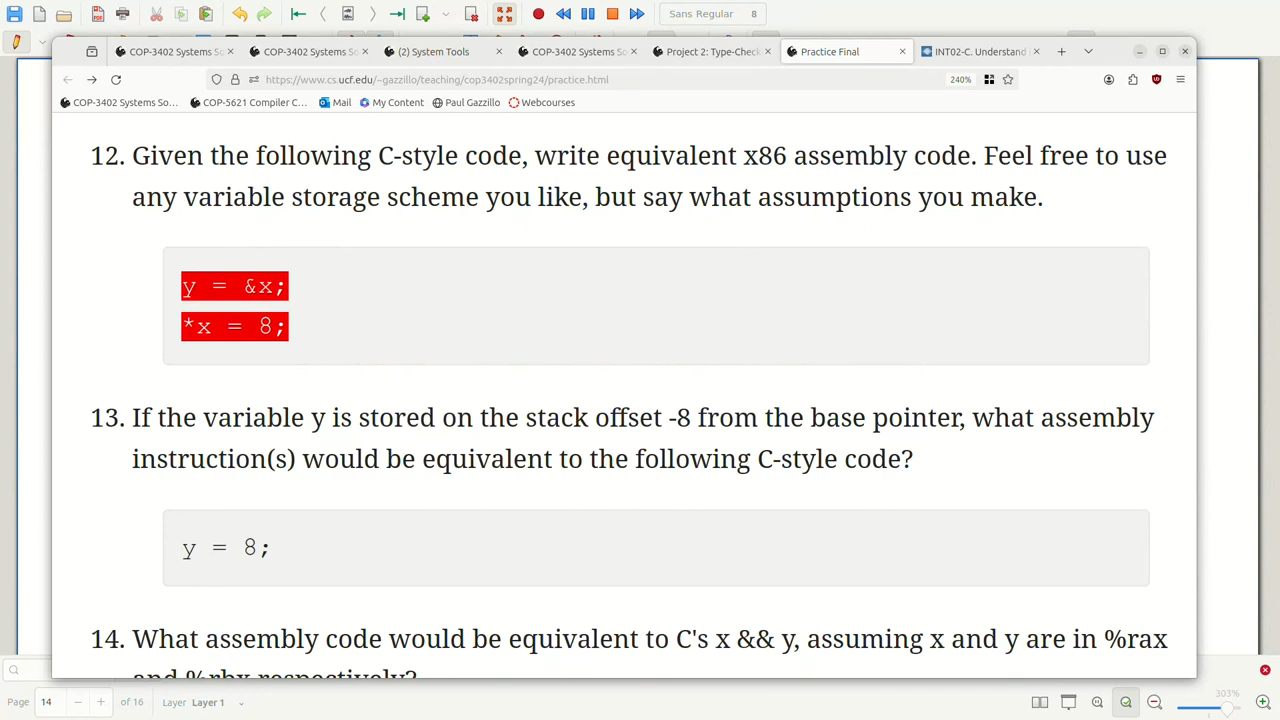 Sans Regular 8
COP-3402 Systems So
COP-3402 Systems So
(2) System Tools
COP-3402 Systems So
Project 2: Type-Check
Practice Final
INT02-C. Understand
https://www.cs.ucf.edu/~gazzillo/teaching/cop3402spring24/practice.html
240%
COP-3402 Systems So...
COP-5621 Compiler C...
Mail
My Content
Paul Gazzillo
Webcourses
12. Given the following C-style code, write equivalent x86 assembly code. Feel free to use
any variable storage scheme you like, but say what assumptions you make.
y = &x;
*x = 8;
13. If the variable y is stored on the stack offset -8 from the base pointer, what assembly
instruction(s) would be equivalent to the following C-style code?
y = 8;
14. What assembly code would be equivalent to C's x && y, assuming x and y are in %rax
and %rbx respectively?
Page 14 of 16 Layer Layer 1
303%